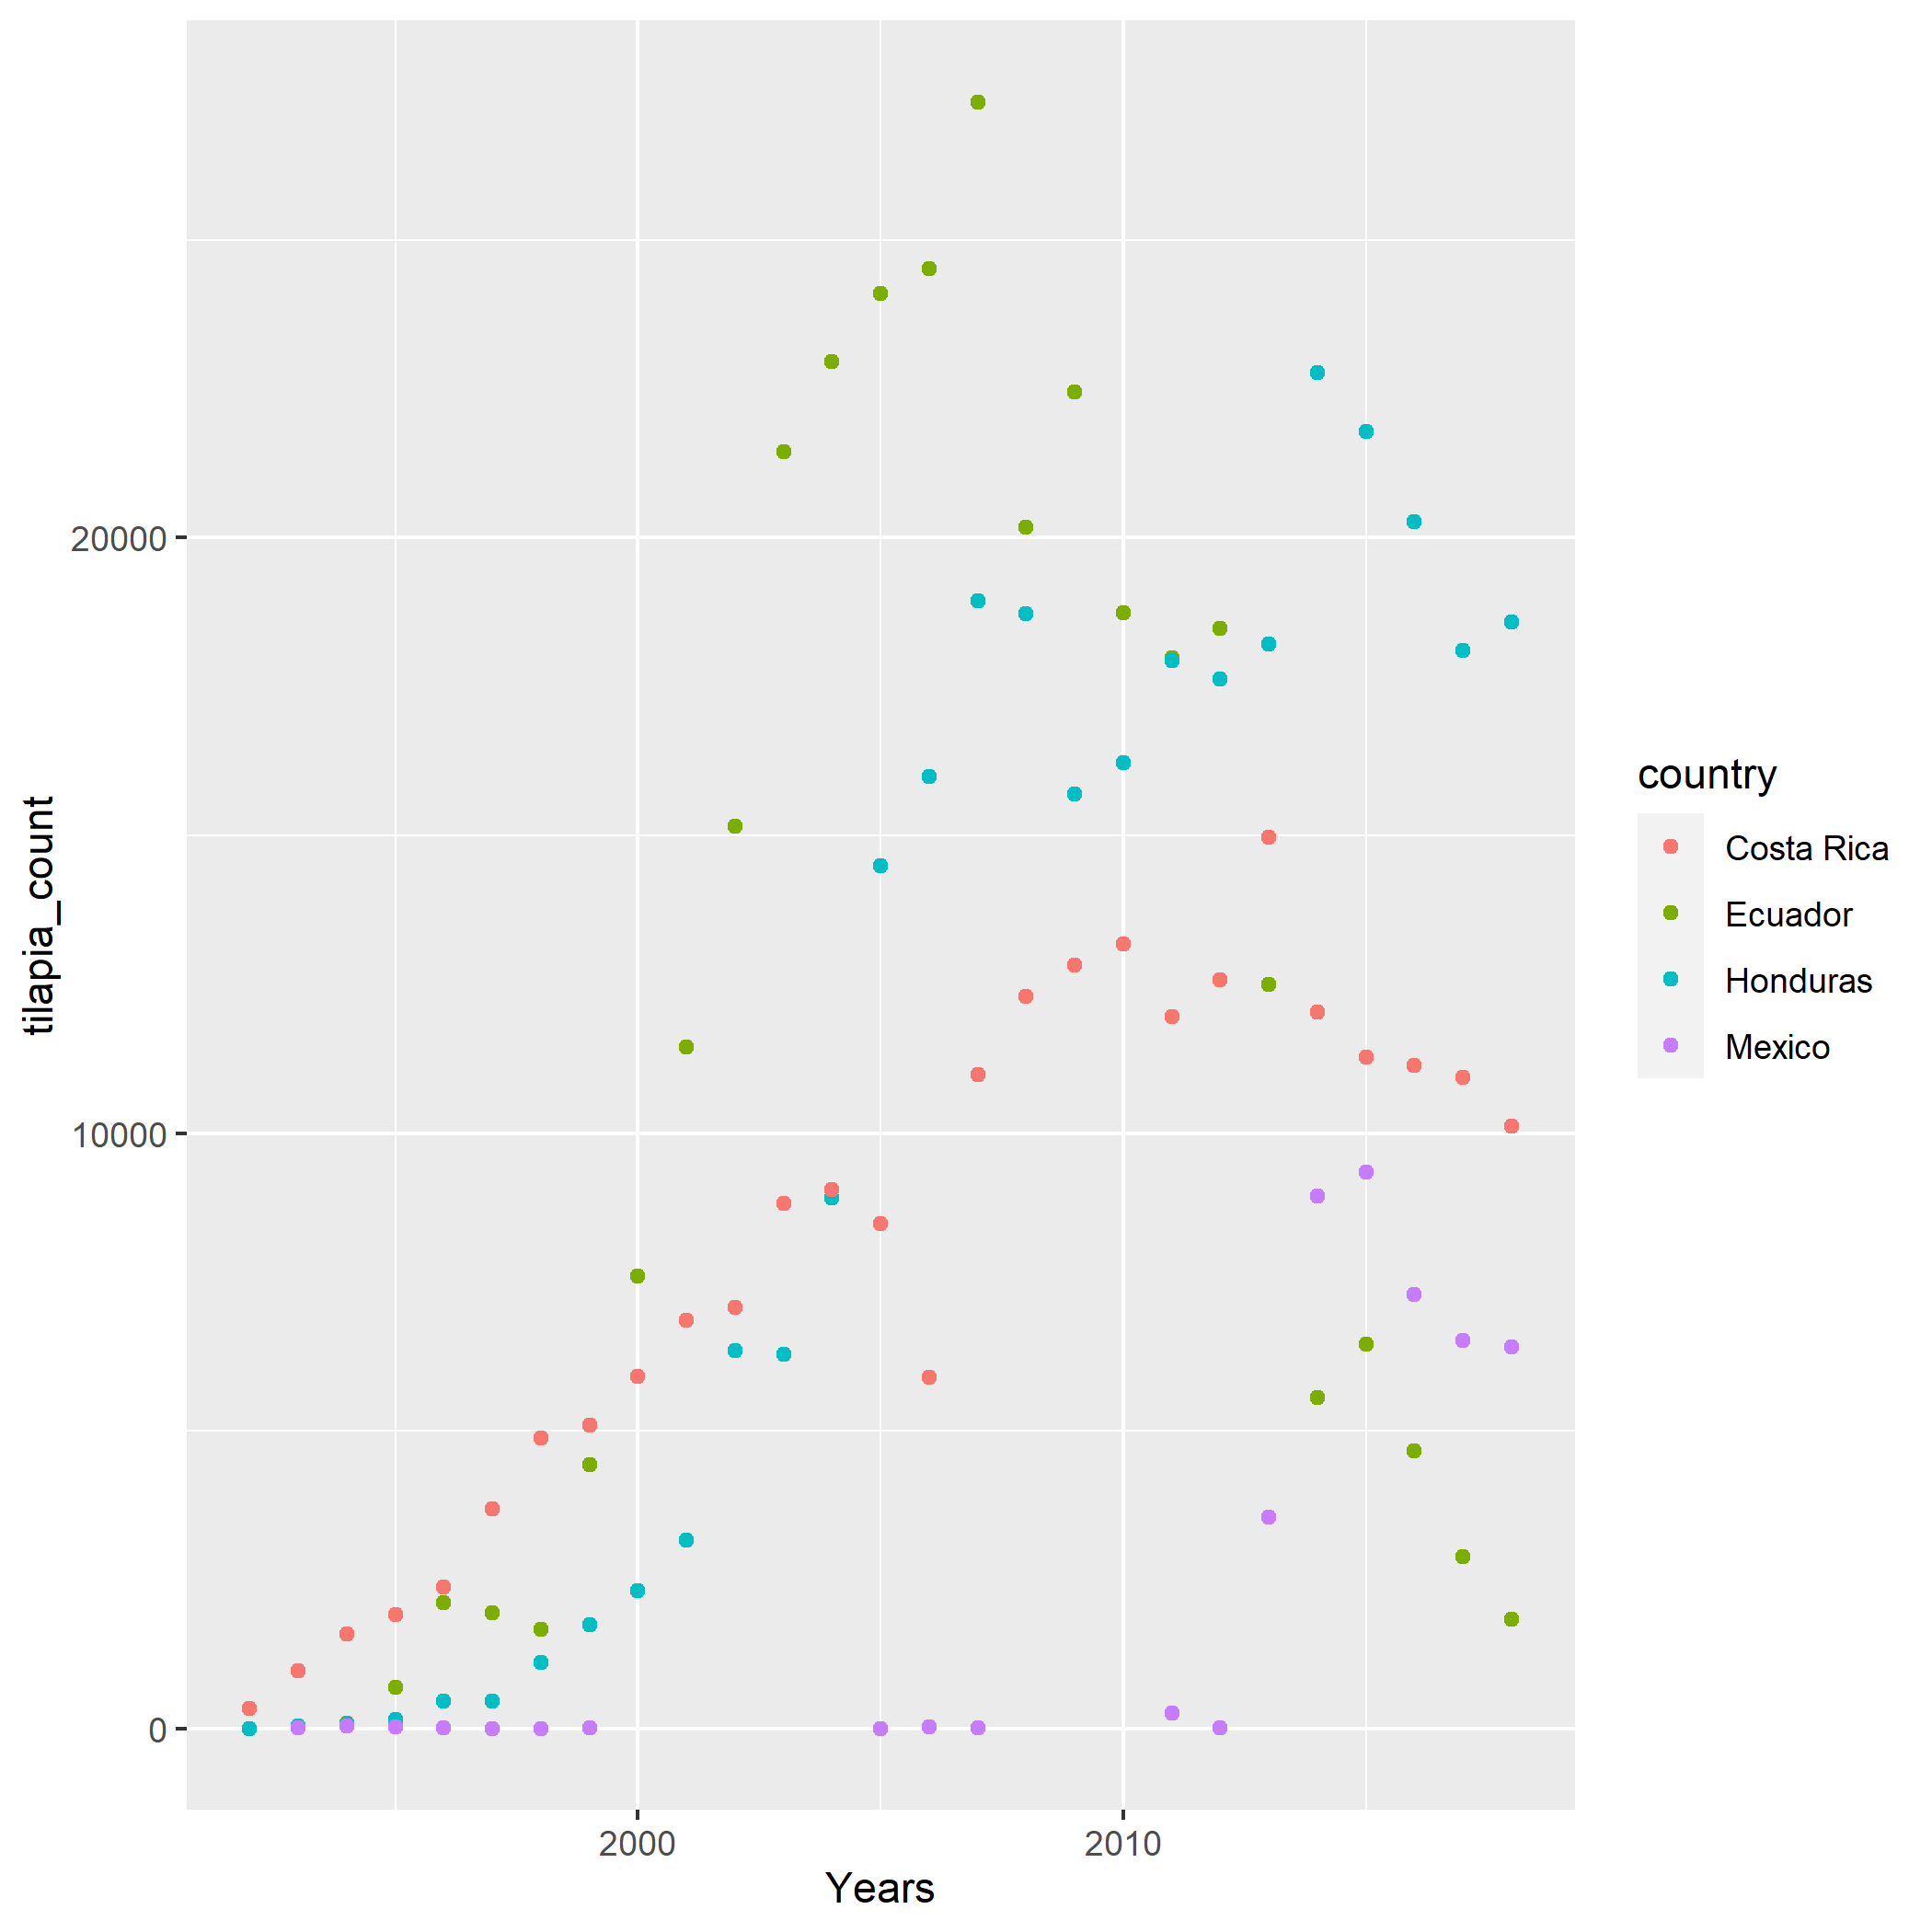 tilapia_count
20000
10000
0
2000 2010
Years
country
Costa Rica
Ecuador
Honduras
Mexico